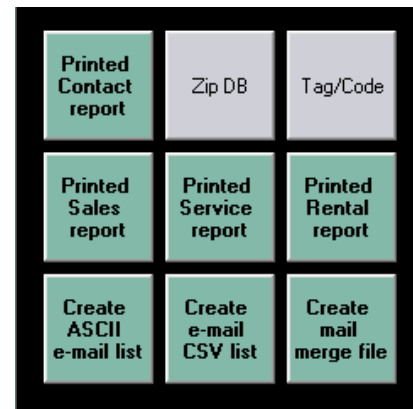 Printed
Contact
report
Zip DB
Tag/Code
Printed
Sales
report
Printed
Service
report
Printed
Rental
report
Create
ASCII
e-mail list
Create
e-mail
CSV list
Create
mail
merge file